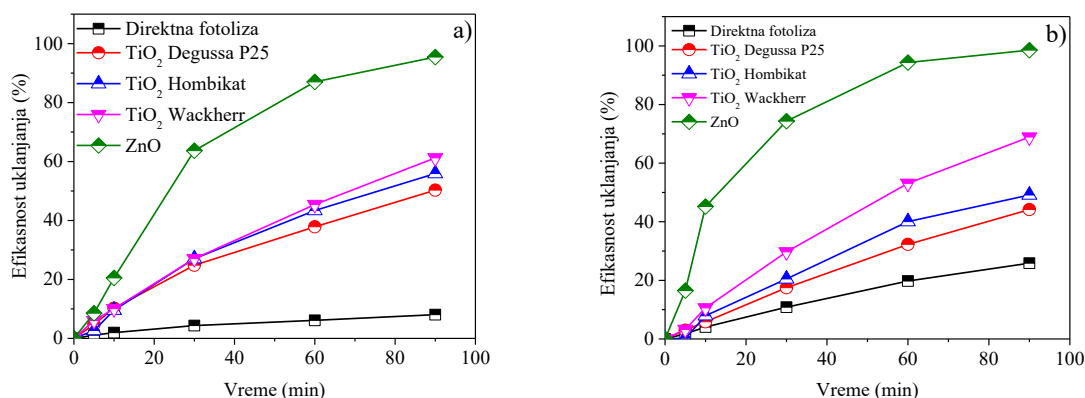 a)
Direktna fotoliza
TiO₂ Degussa P25
TiO₂ Hombikat
TiO₂ Wackherr
ZnO
Efikasnost uklanjanja (%)
100
80
60
40
20
0
0 20 40 60 80 100
Vreme (min)
b)
Direktna fotoliza
TiO₂ Degussa P25
TiO₂ Hombikat
TiO₂ Wackherr
ZnO
Efikasnost uklanjanja (%)
100
80
60
40
20
0
0 20 40 60 80 100
Vreme (min)